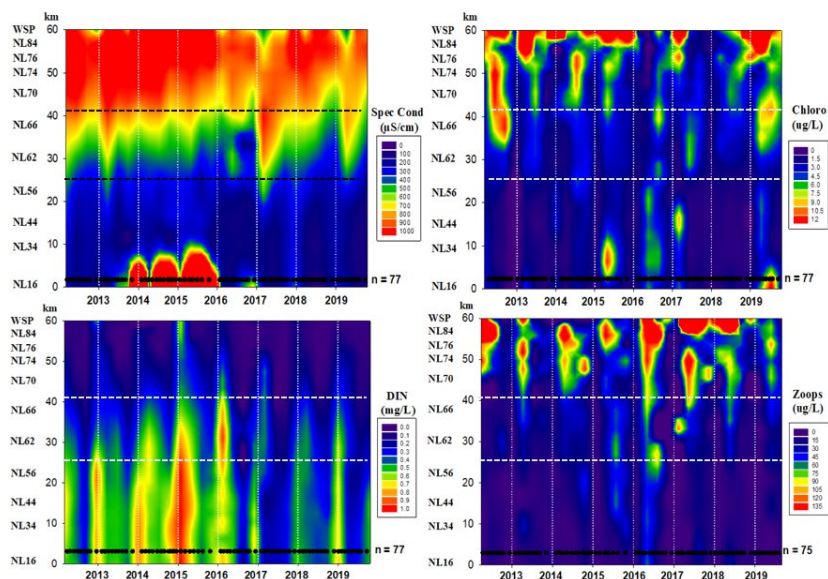 km
WSP
60
NL84
NL76
50
NL74
NL70
40
NL66
30
NL62
NL56
20
NL44
10
NL34
NL16
0
2013 2014 2015 2016 2017 2018 2019
Spec Cond
(µS/cm)
0
100
200
300
400
500
600
700
800
900
1000
n = 77
km
WSP
60
NL84
NL76
50
NL74
NL70
40
NL66
30
NL62
NL56
20
NL44
10
NL34
NL16
0
2013 2014 2015 2016 2017 2018 2019
Chloro
(ug/L)
0
1.5
3.0
4.5
6.0
7.5
9.0
10.5
12
n = 77
km
WSP
60
NL84
NL76
50
NL74
NL70
40
NL66
30
NL62
NL56
20
NL44
10
NL34
NL16
0
2013 2014 2015 2016 2017 2018 2019
DIN
(mg/L)
0.0
0.1
0.2
0.3
0.4
0.5
0.6
0.7
0.8
0.9
1.0
n = 77
km
WSP
60
NL84
NL76
50
NL74
NL70
40
NL66
30
NL62
NL56
20
NL44
10
NL34
NL16
0
2013 2014 2015 2016 2017 2018 2019
Zoops
(ug/L)
0
15
30
45
60
75
90
105
120
135
n = 75